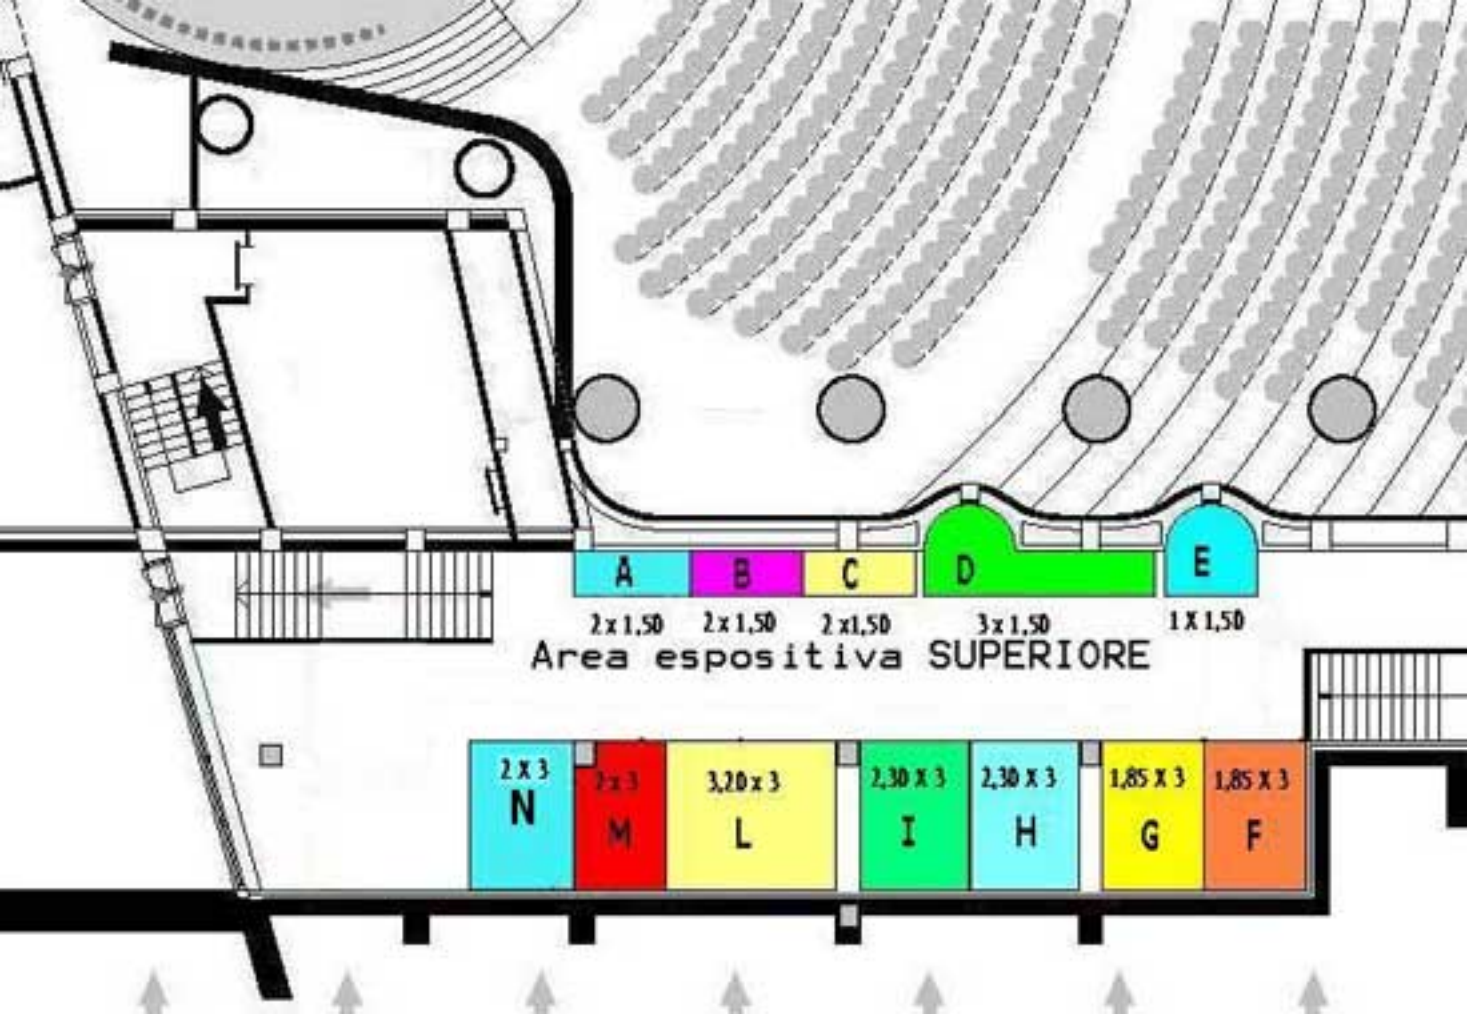 A B C D E
2 x 1,50 2 x 1,50 2 x1,50 3 x 1,50 1 X 1,50
Area espositiva SUPERIORE
2 X 3 2 x 3 3,20 x 3 2,30 X 3 2,30 X 3 1,85 X 3 1,85 X 3
N M L I H G F